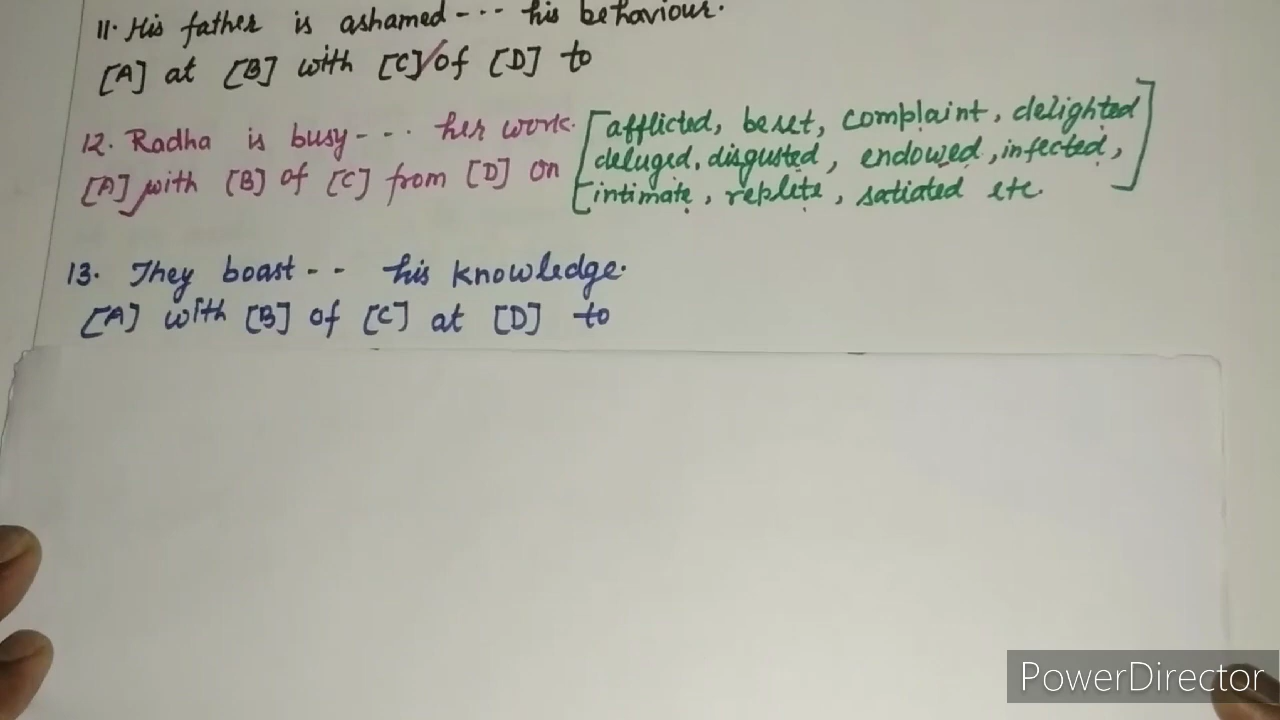 11. His father is ashamed --- his behaviour.
[A] at [B] with [C] of [D] to
12. Radha is busy --- her work.
[A] with [B] of [C] from [D] on
[afflicted, beset, complaint, delighted
deluged, disgusted, endowed, infected,
intimate, replete, satiated etc]
13. They boast -- his knowledge.
[A] with [B] of [C] at [D] to
PowerDirector